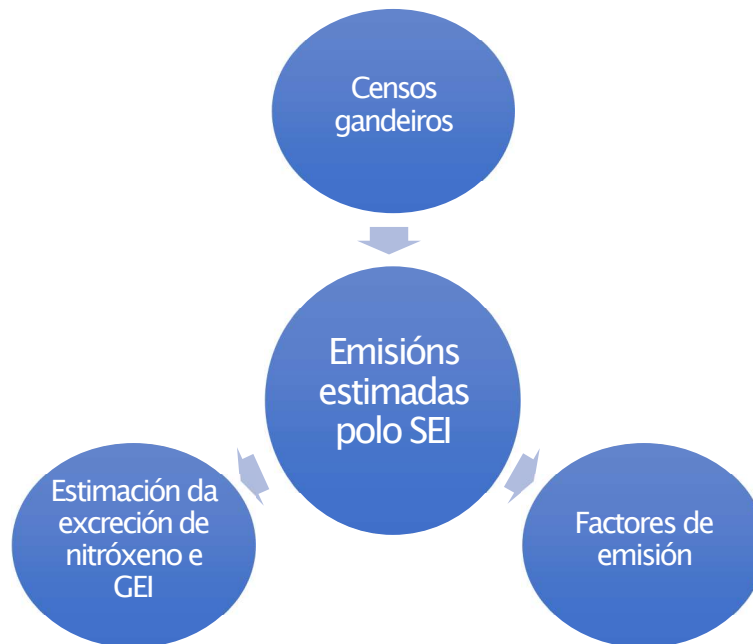 Censos
gandeiros
Emisións
estimadas
polo SEI
Estimación da
excreción de
nitróxeno e
GEI
Factores de
emisión